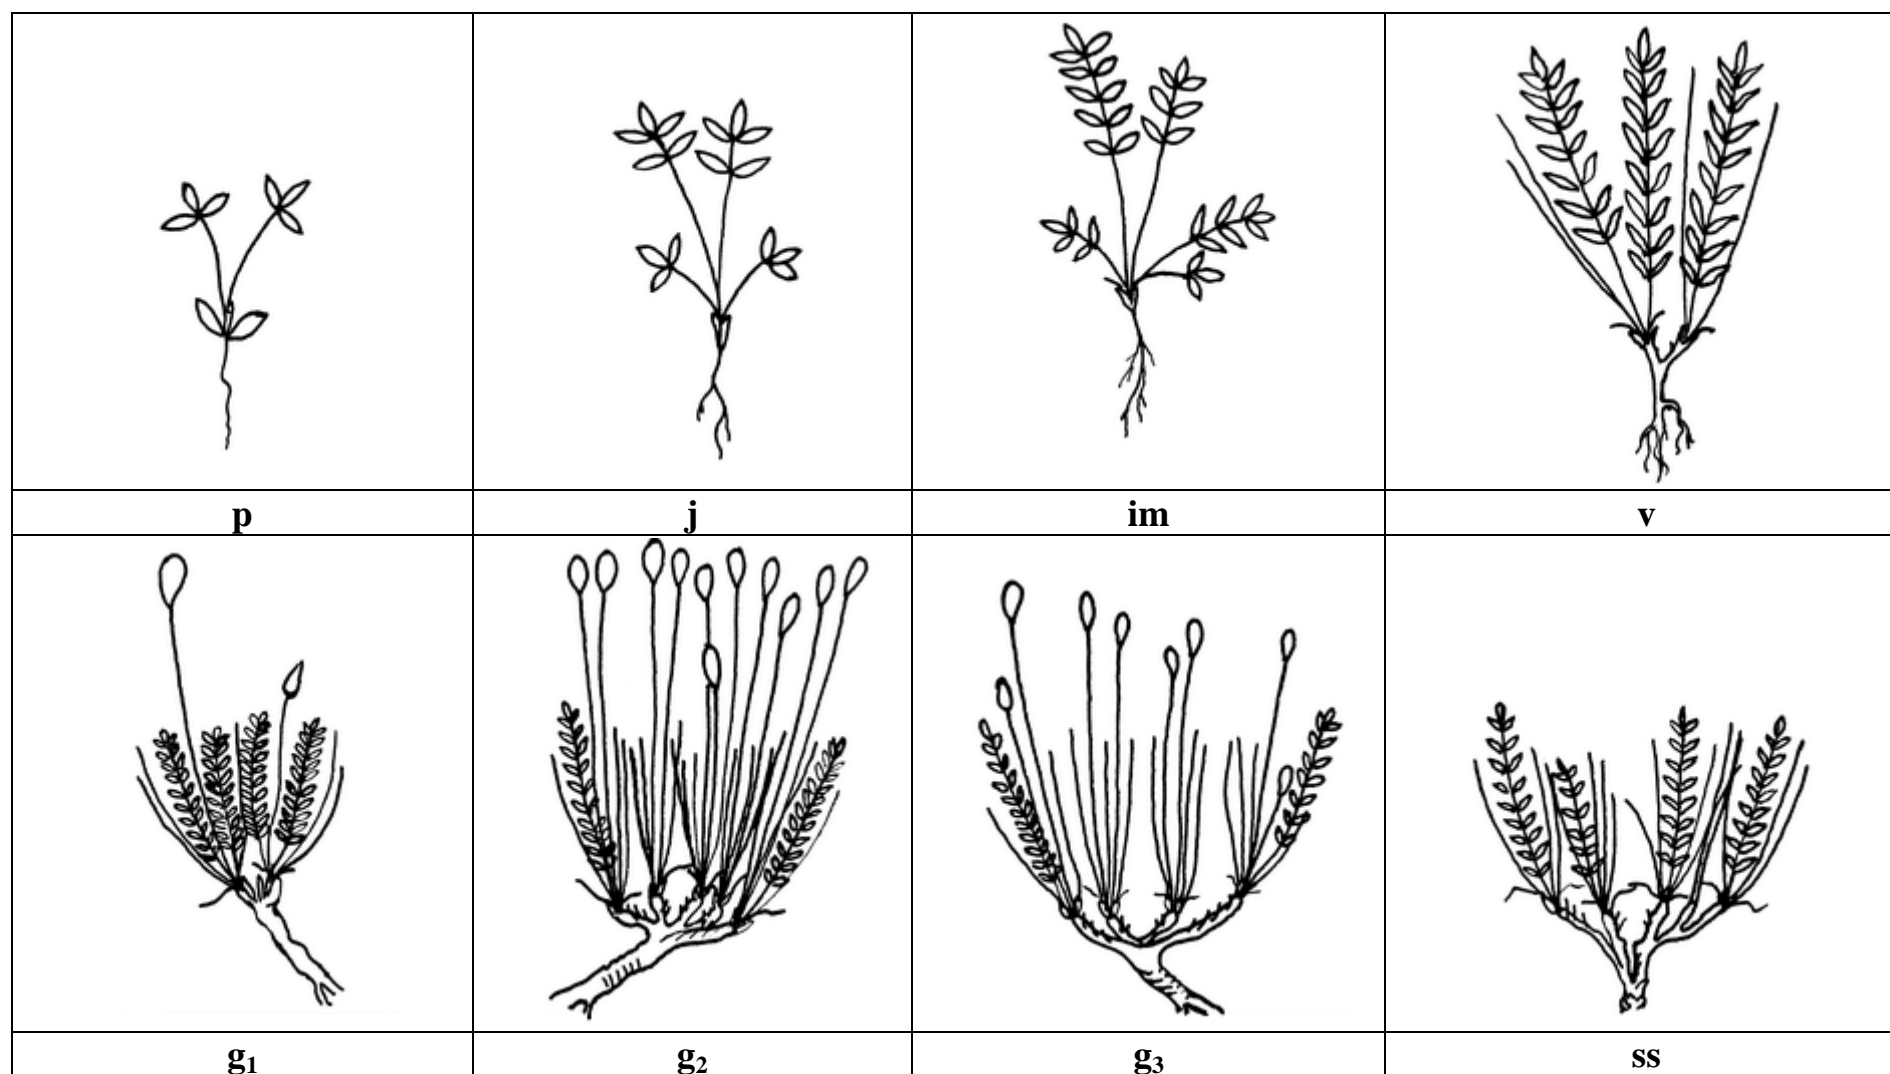 p j im v
g₁ g₂ g₃ ss